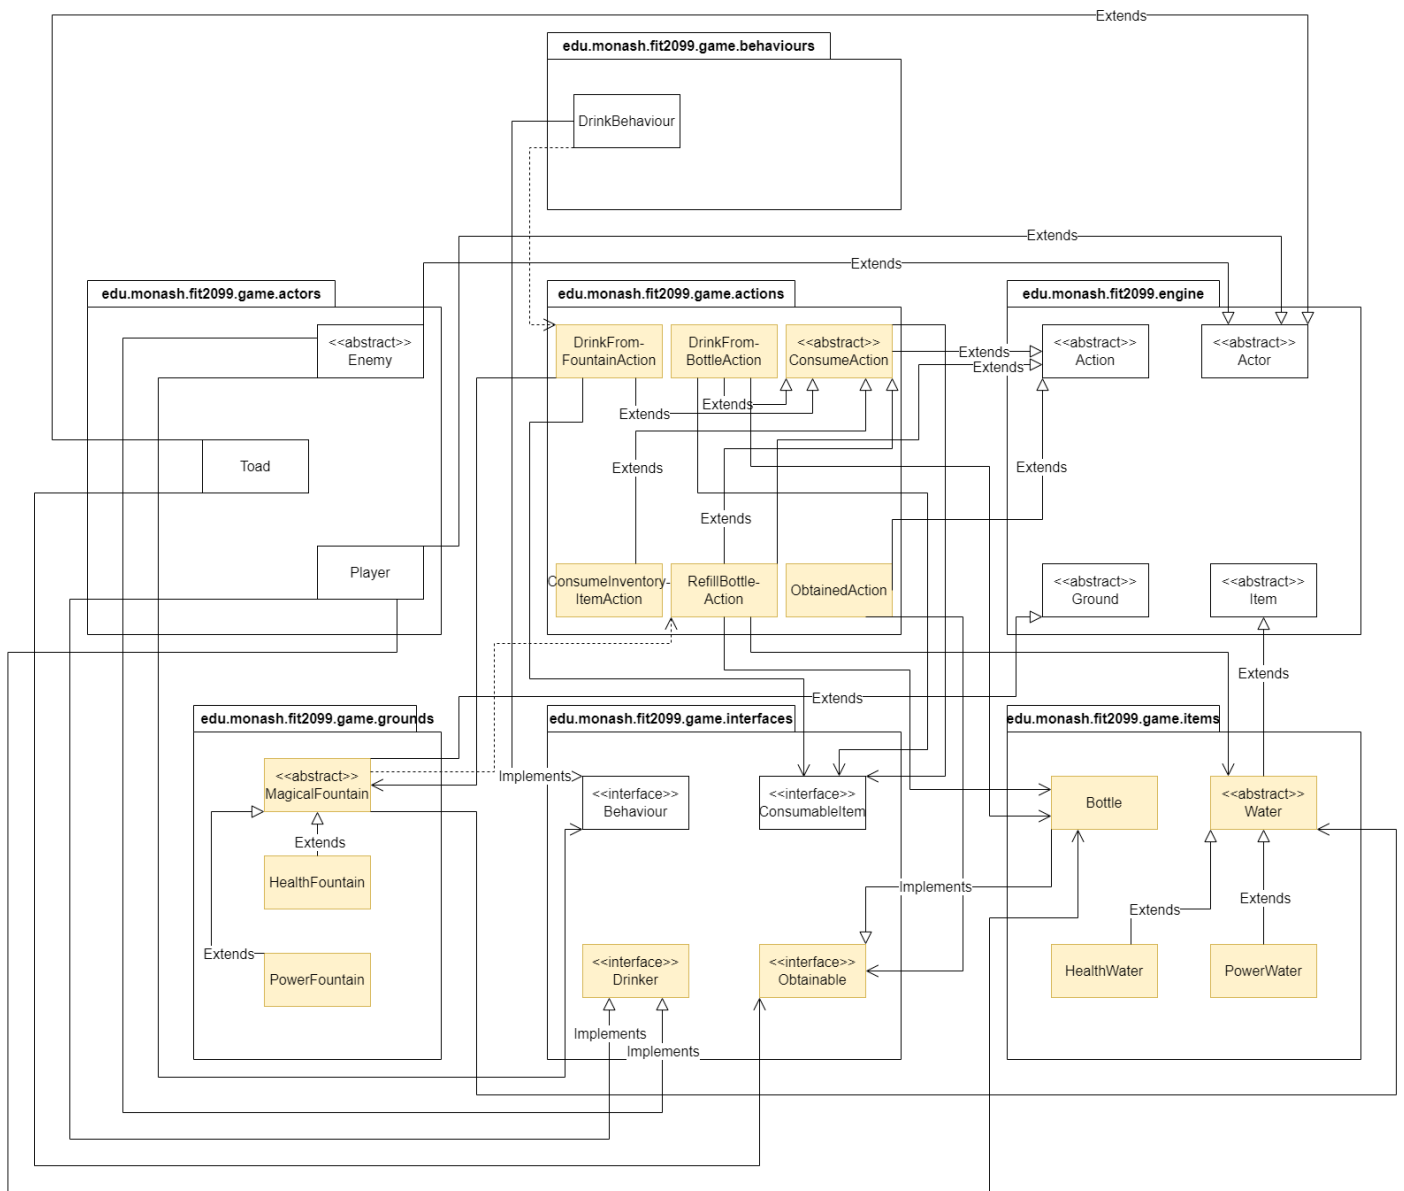 Extends
edu.monash.fit2099.game.behaviours
DrinkBehaviour
Extends
Extends
edu.monash.fit2099.game.actors
<<abstract>>
Enemy
Toad
Player
edu.monash.fit2099.game.actions
DrinkFrom-
FountainAction
DrinkFrom-
BottleAction
<<abstract>>
ConsumeAction
Extends
Extends
Extends
Extends
Extends
Extends
ConsumeInventory-
ItemAction
RefillBottle-
Action
ObtainedAction
edu.monash.fit2099.engine
<<abstract>>
Action
<<abstract>>
Actor
Extends
<<abstract>>
Ground
<<abstract>>
Item
Extends
Extends
edu.monash.fit2099.game.grounds
<<abstract>>
MagicalFountain
Extends
HealthFountain
Extends
PowerFountain
edu.monash.fit2099.game.interfaces
Implements
<<interface>>
Behaviour
<<interface>>
ConsumableItem
Implements
<<interface>>
Drinker
<<interface>>
Obtainable
Implements
Implements
edu.monash.fit2099.game.items
Bottle
<<abstract>>
Water
Extends
Extends
HealthWater
PowerWater